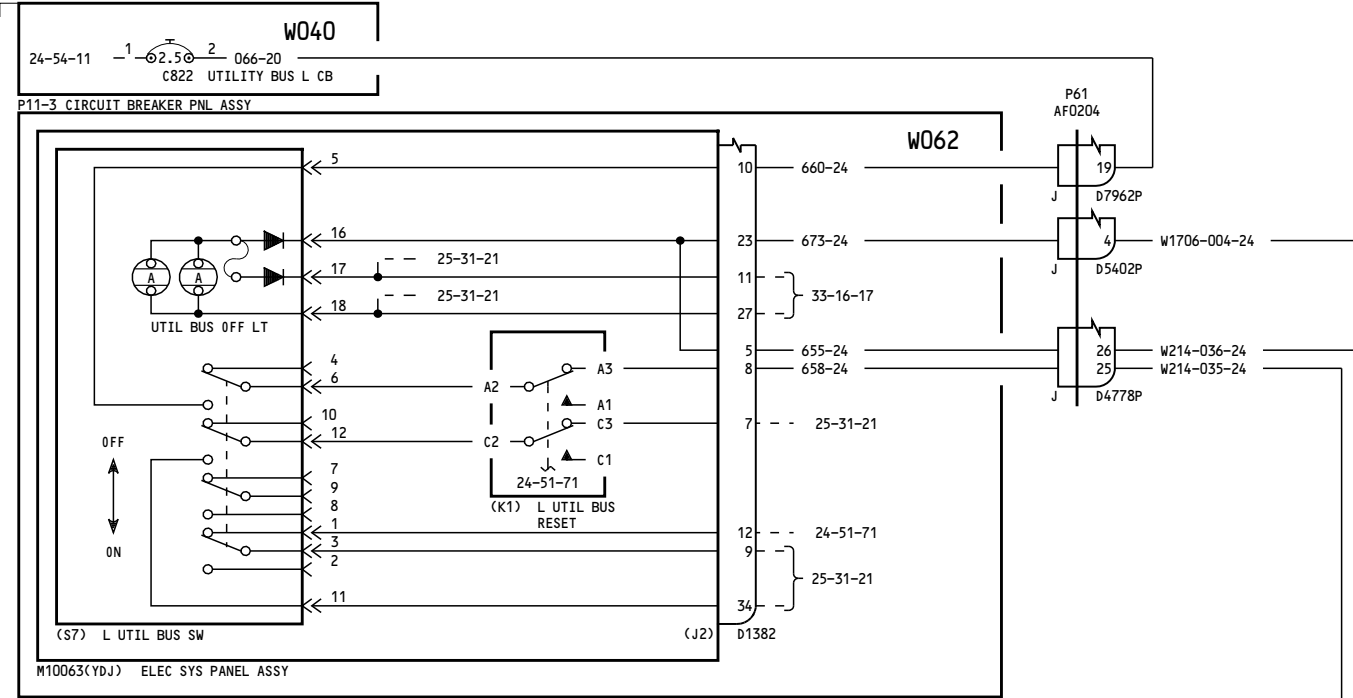 W040
24-54-11 1 2.5 2 066-20
C822 UTILITY BUS L CB
P11-3 CIRCUIT BREAKER PNL ASSY
P61
AF0204
W062
5 10 660-24 19
J D7962P
16 23 673-24 4 W1706-004-24
J D5402P
25-31-21
A A 17 11
33-16-17
25-31-21
18 27
UTIL BUS OFF LT
5 655-24 26 W214-036-24
4 A3 8 658-24 25 W214-035-24
6 A2
J D4778P
A1
10 C3 7 25-31-21
OFF 12 C2
C1
7
24-51-71
9
(K1) L UTIL BUS
RESET
8
1 12 24-51-71
ON 3 9
2
25-31-21
11 34
(S7) L UTIL BUS SW (J2) D1382
M10063(YDJ) ELEC SYS PANEL ASSY